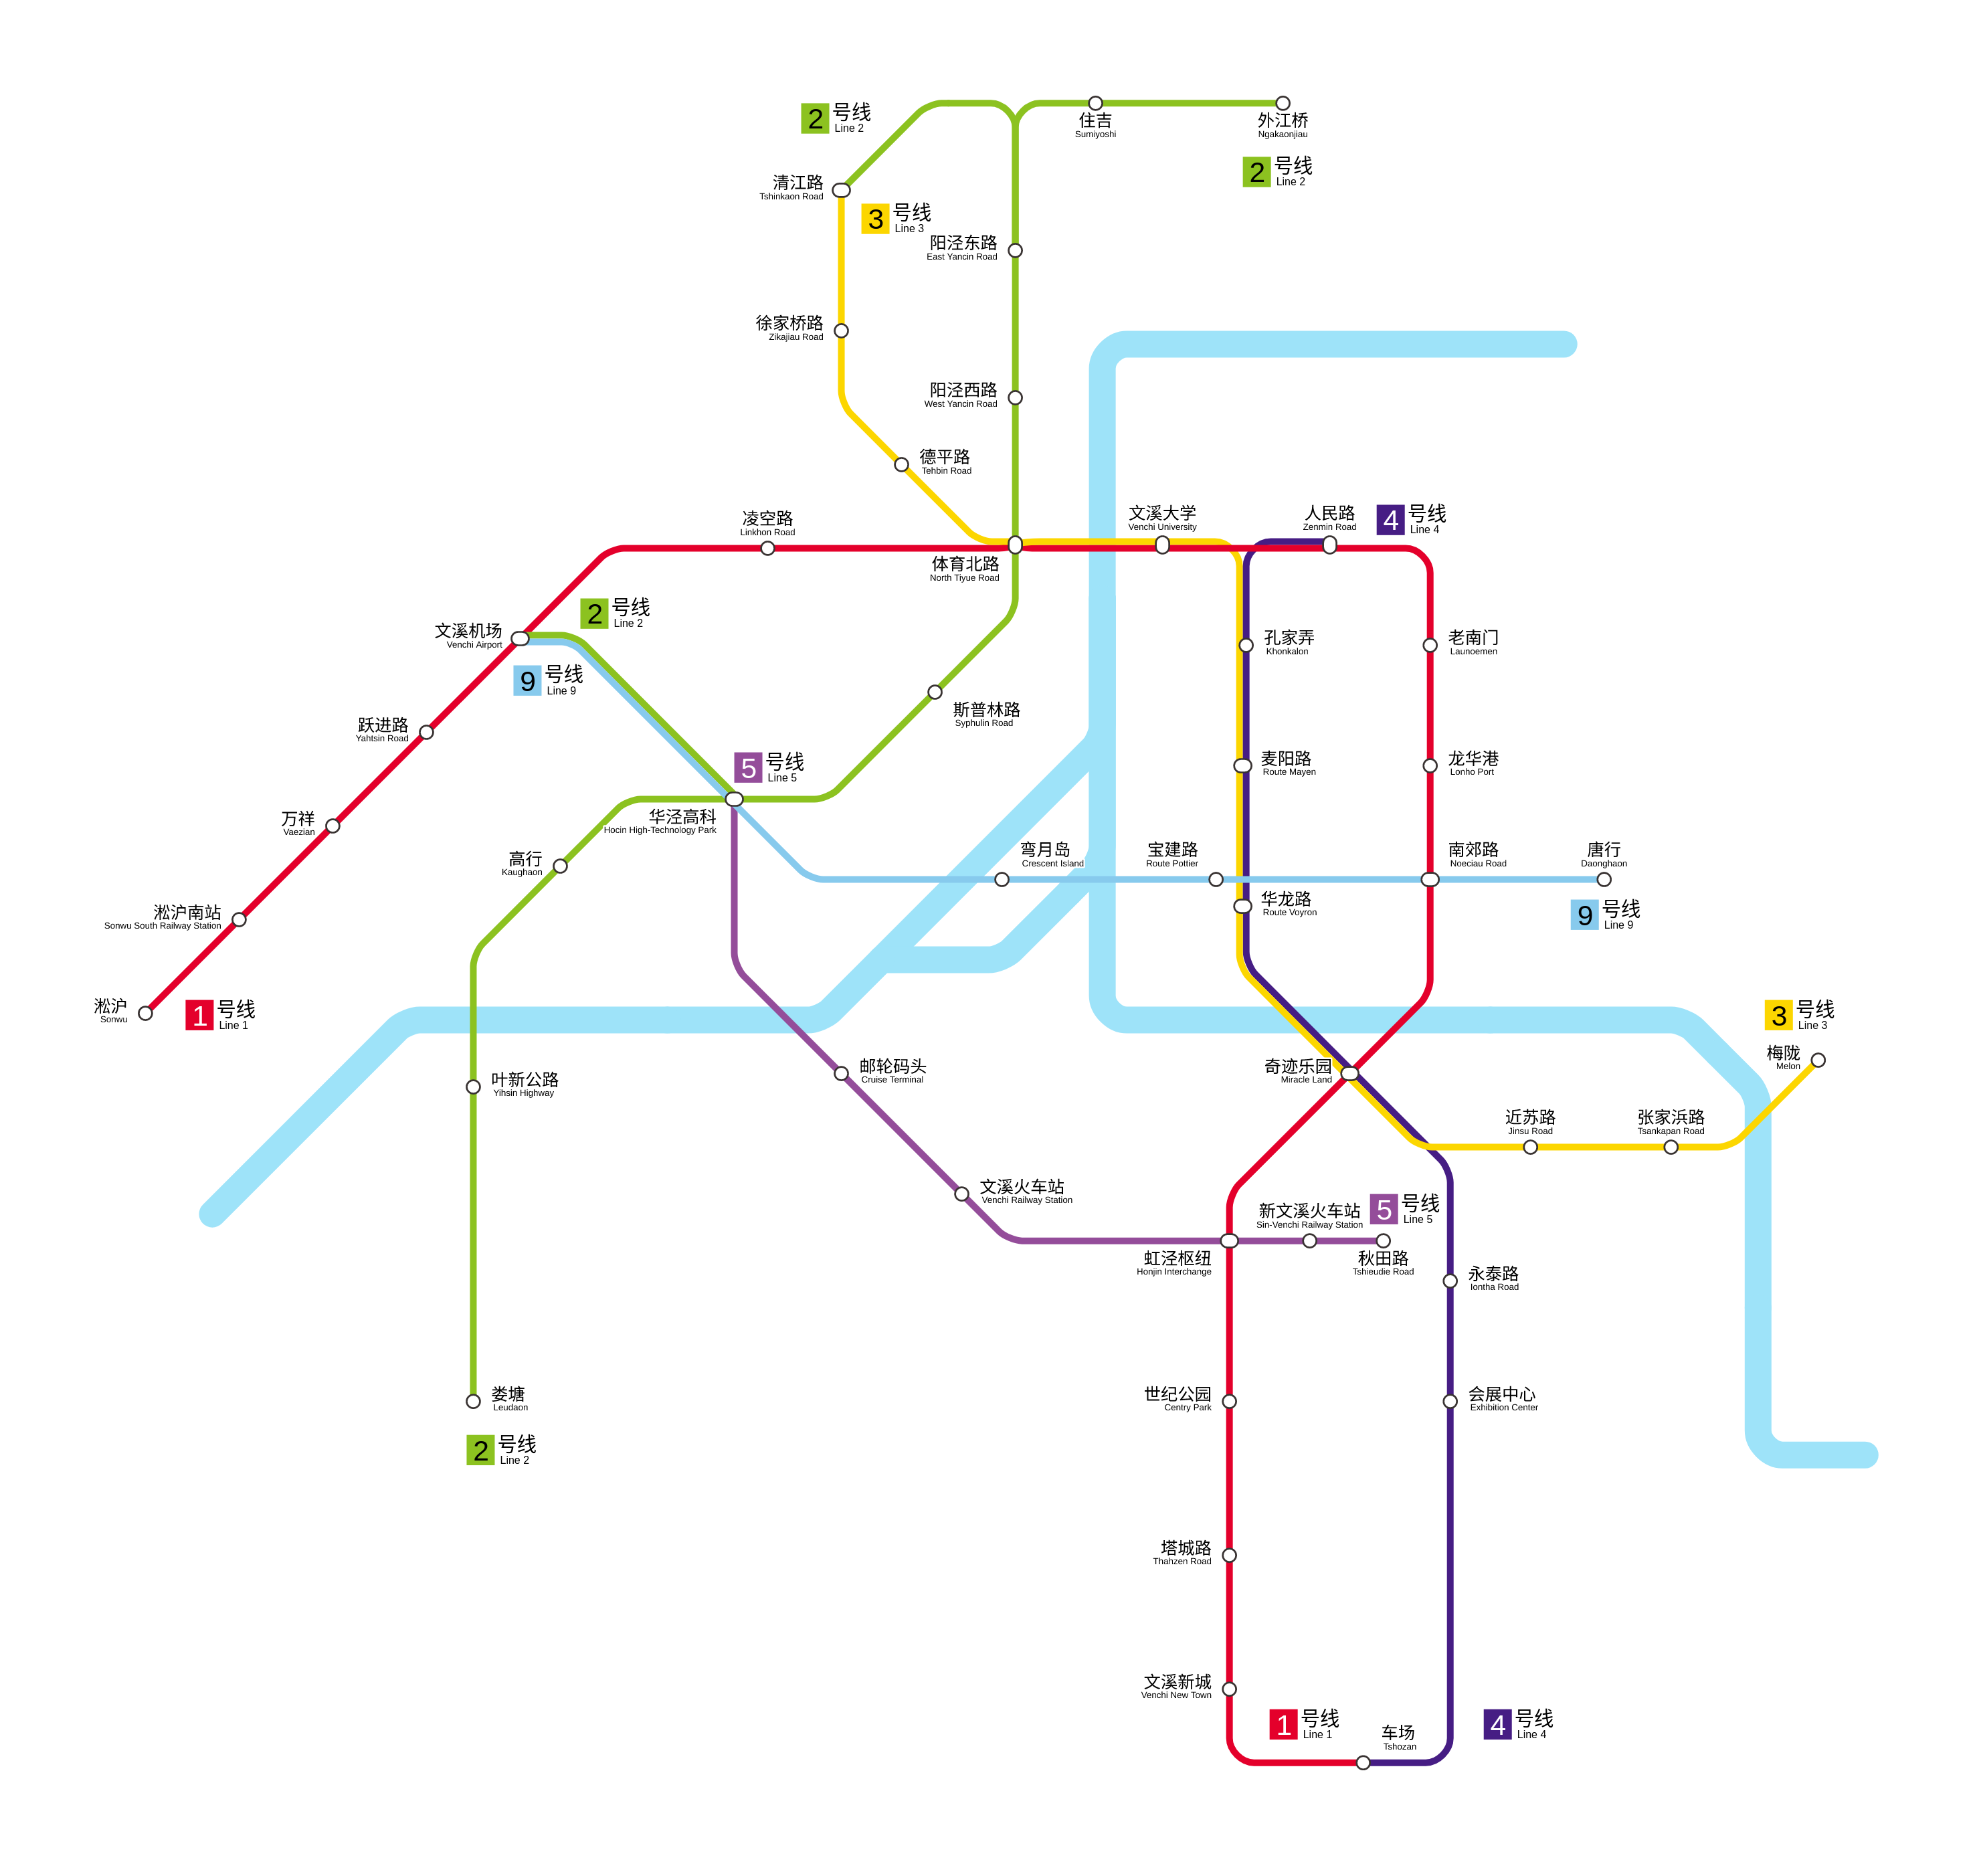 2 号线
Line 2
住吉
Sumiyoshi
外江桥
Ngakaonjiau
2 号线
Line 2
清江路
Tshinkaon Road
3 号线
Line 3
阳泾东路
East Yancin Road
徐家桥路
Zikajiau Road
阳泾西路
West Yancin Road
德平路
Tehbin Road
凌空路
Linkhon Road
文溪大学
Venchi University
人民路
Zenmin Road
4 号线
Line 4
体育北路
North Tiyue Road
2 号线
Line 2
文溪机场
Venchi Airport
孔家弄
Khonkalon
老南门
Launoemen
9 号线
Line 9
斯普林路
Syphulin Road
跃进路
Yahtsin Road
5 号线
Line 5
麦阳路
Route Mayen
龙华港
Lonho Port
万祥
Vaezian
华泾高科
Hocin High-Technology Park
高行
Kaughaon
弯月岛
Crescent Island
宝建路
Route Pottier
南郊路
Noeciau Road
唐行
Daonghaon
淞沪南站
Sonwu South Railway Station
华龙路
Route Voyron
9 号线
Line 9
淞沪
Sonwu
1 号线
Line 1
3 号线
Line 3
梅陇
Melon
叶新公路
Yihsin Highway
邮轮码头
Cruise Terminal
奇迹乐园
Miracle Land
近苏路
Jinsu Road
张家浜路
Tsankapan Road
文溪火车站
Venchi Railway Station
新文溪火车站
Sin-Venchi Railway Station
5 号线
Line 5
虹泾枢纽
Honjin Interchange
秋田路
Tshieudie Road
永泰路
Iontha Road
娄塘
Leudaon
世纪公园
Centry Park
会展中心
Exhibition Center
2 号线
Line 2
塔城路
Thahzen Road
文溪新城
Venchi New Town
1 号线
Line 1
车场
Tshozan
4 号线
Line 4